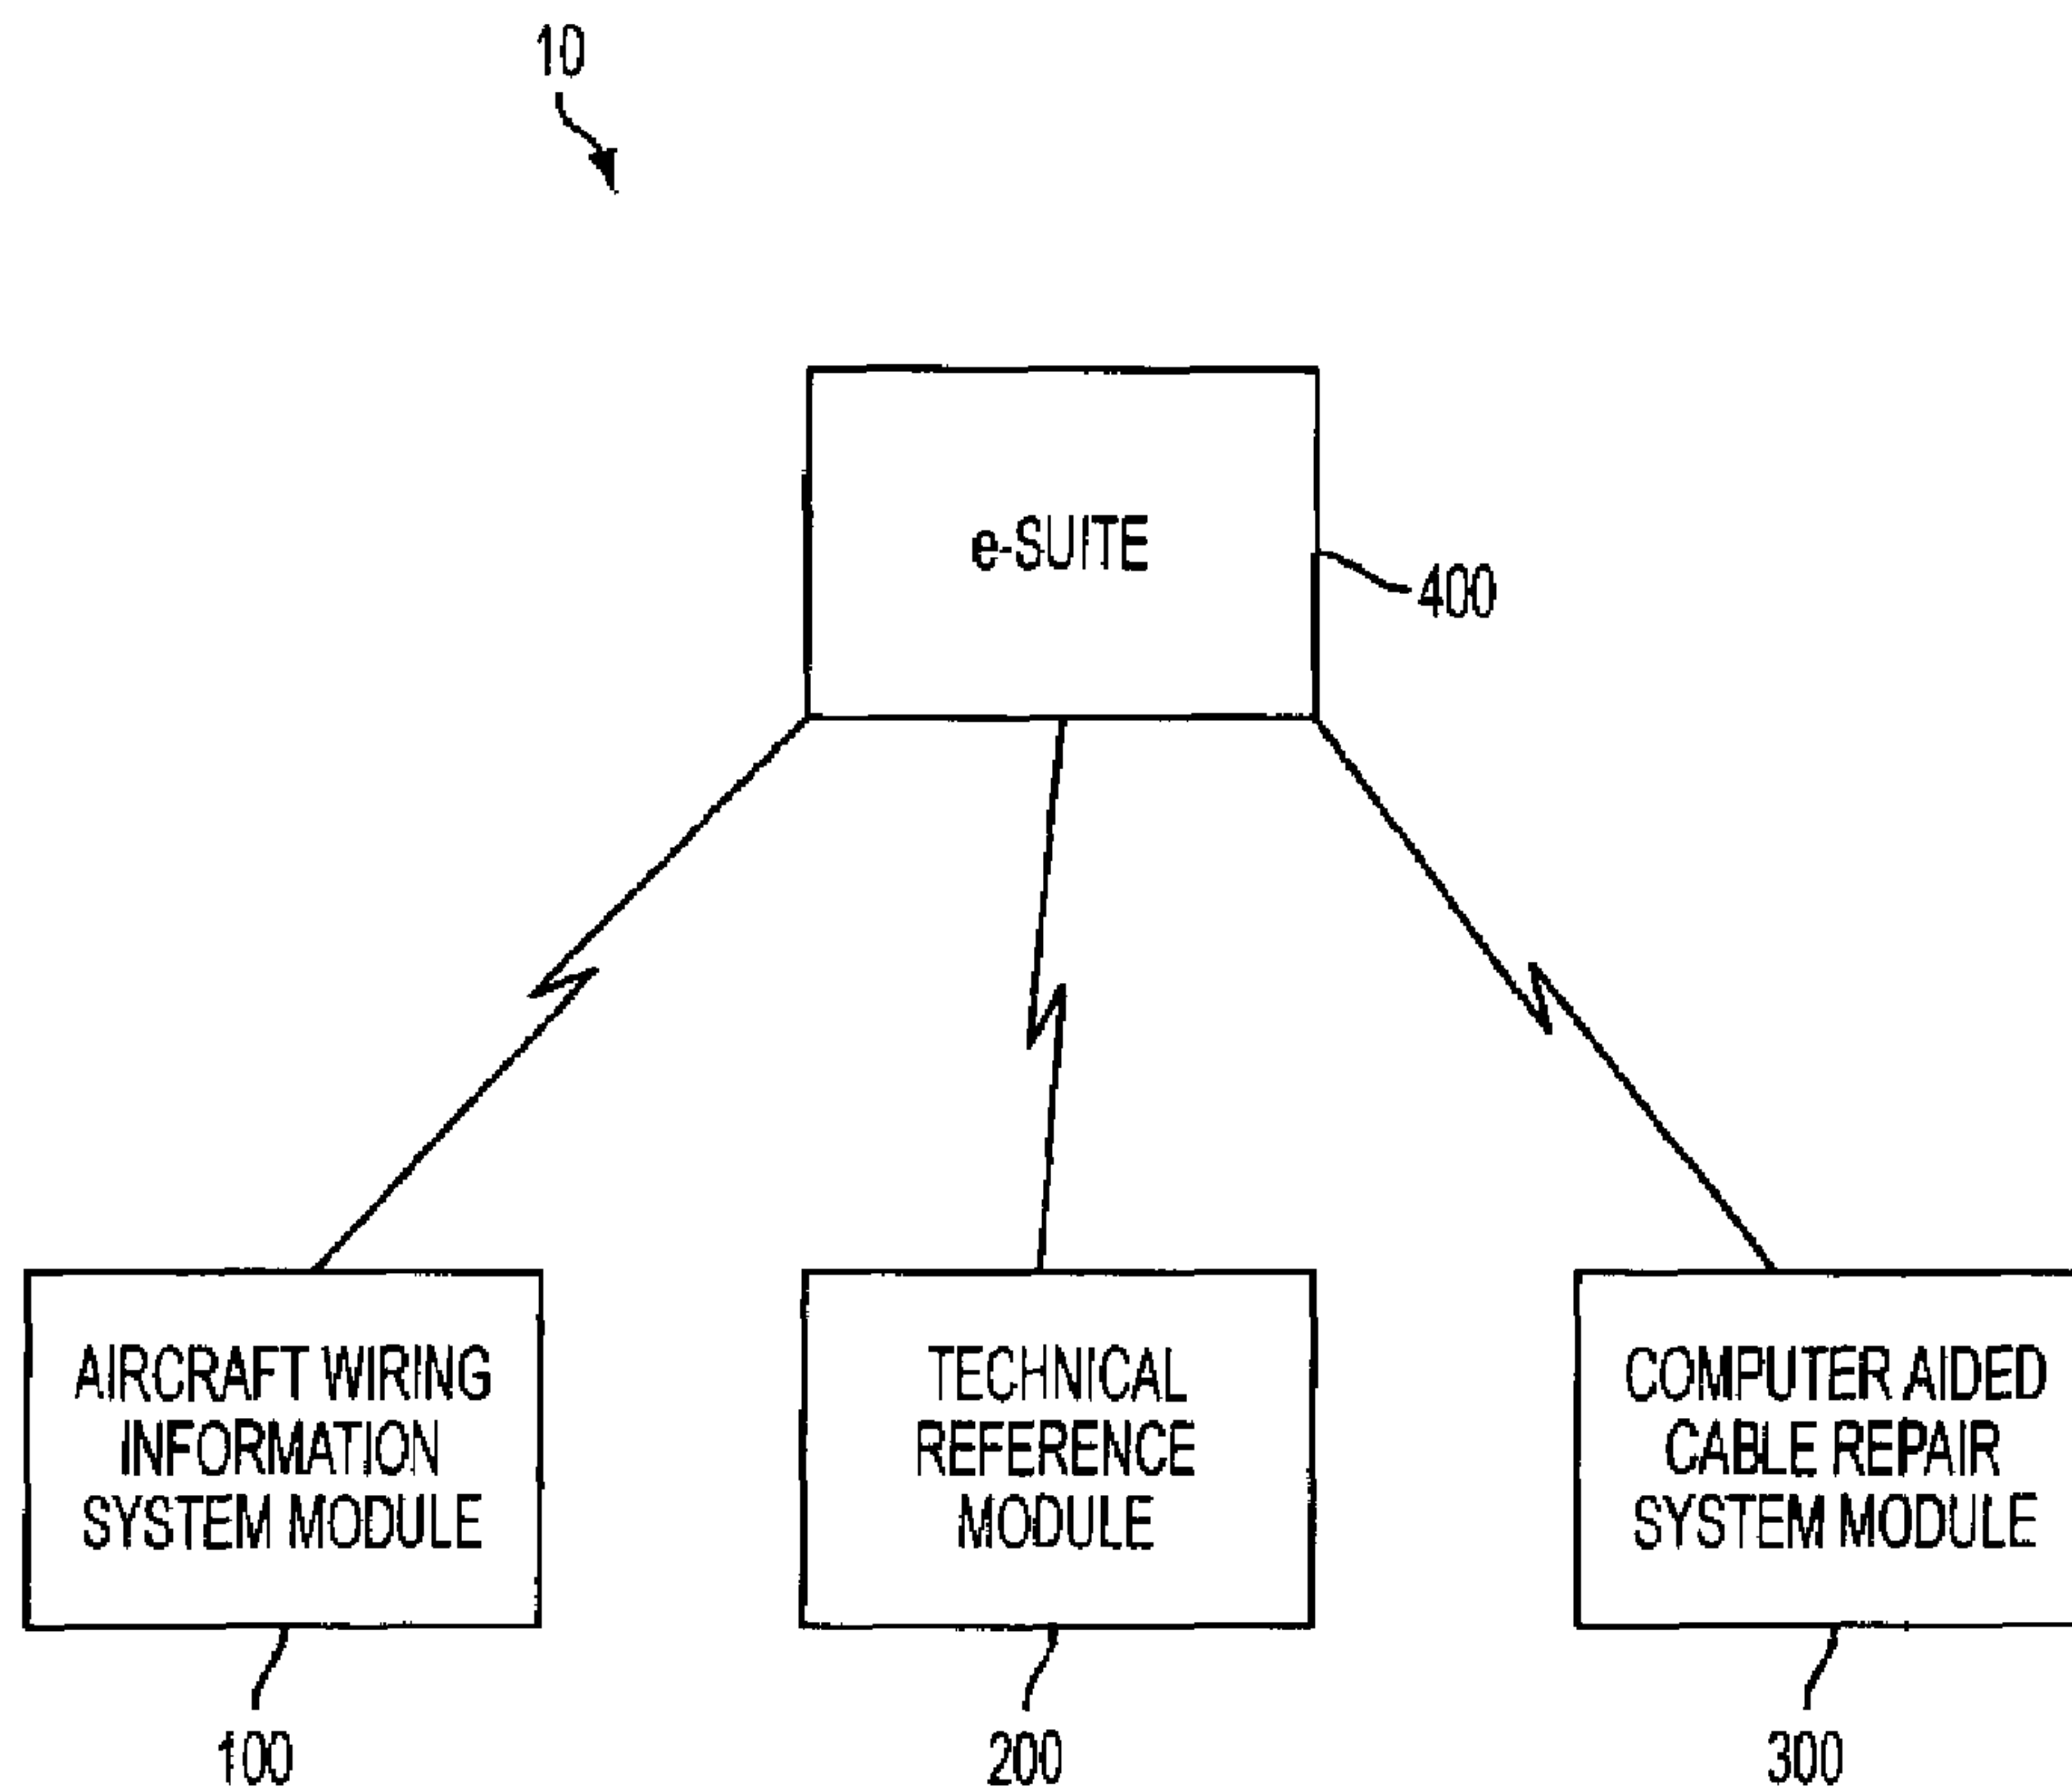 10
e-SUITE
400
AIRCRAFT WIRING
INFORMATION
SYSTEM MODULE
TECHNICAL
REFERENCE
MODULE
COMPUTER AIDED
CABLE REPAIR
SYSTEM MODULE
100
200
300